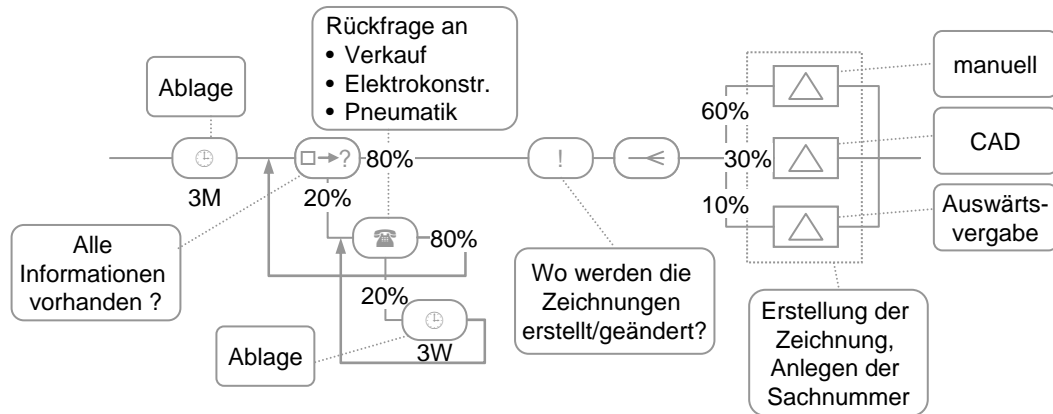 Rückfrage an
• Verkauf
• Elektrokonstr.
• Pneumatik
Ablage
manuell
60%
?
80%
!
30%
CAD
3M
20%
10%
Auswärts-
vergabe
Alle
Informationen
vorhanden ?
80%
Wo werden die
Zeichnungen
erstellt/geändert?
20%
Ablage
3W
Erstellung der
Zeichnung,
Anlegen der
Sachnummer